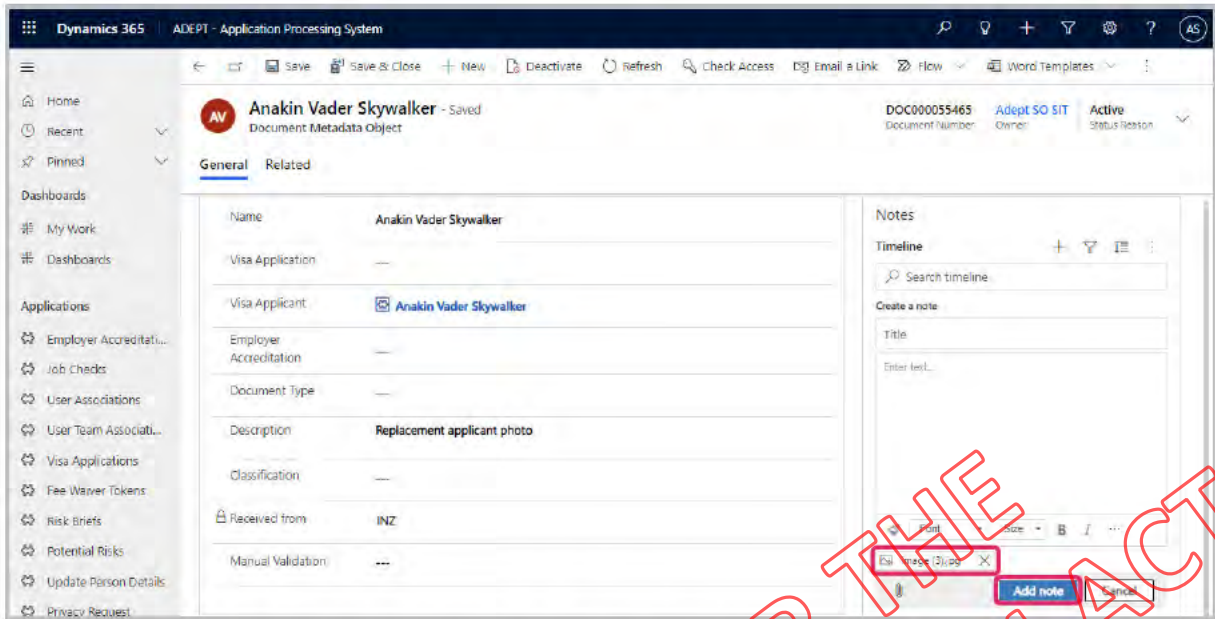 Dynamics 365 ADEPT - Application Processing System ? AS
Save Save & Close + New Deactivate Refresh Check Access Email a Link Flow Word Templates
Home
Recent
Pinned
Dashboards
My Work
Dashboards
Applications
Employer Accreditati...
Job Checks
User Associations
User Team Associati...
Visa Applications
Fee Waiver Tokens
Risk Briefs
Potential Risks
Update Person Details
Privacy Request
AV
Anakin Vader Skywalker - Saved
Document Metadata Object
DOC000055465 Adept SO SIT Active
Document Number Owner Status Reason
General Related
Name Anakin Vader Skywalker
Visa Application ---
Visa Applicant Anakin Vader Skywalker
Employer
Accreditation ---
Document Type ---
Description Replacement applicant photo
Classification ---
Received from INZ
Manual Validation ---
Notes
Timeline
Search timeline
Create a note
Title
Enter text...
Font Size B I ...
image (3).jpg X
Add note Cancel
THE
ACT